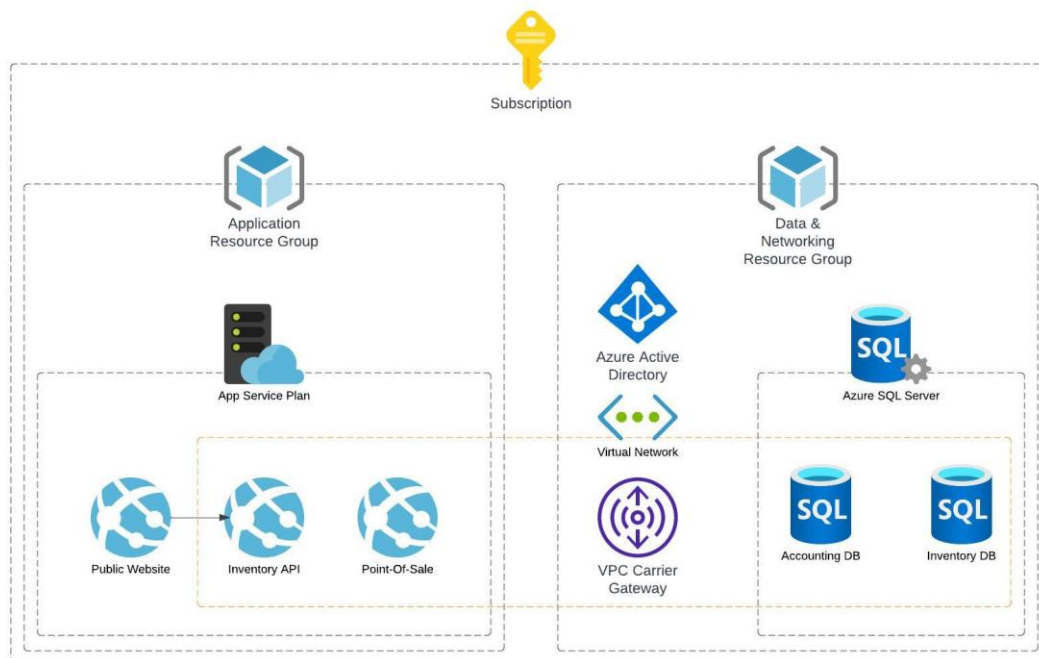 Subscription
Application
Resource Group
Data &
Networking
Resource Group
App Service Plan
Azure Active
Directory
SQL
Azure SQL Server
Virtual Network
Public Website
Inventory API
Point-Of-Sale
VPC Carrier
Gateway
SQL
Accounting DB
SQL
Inventory DB